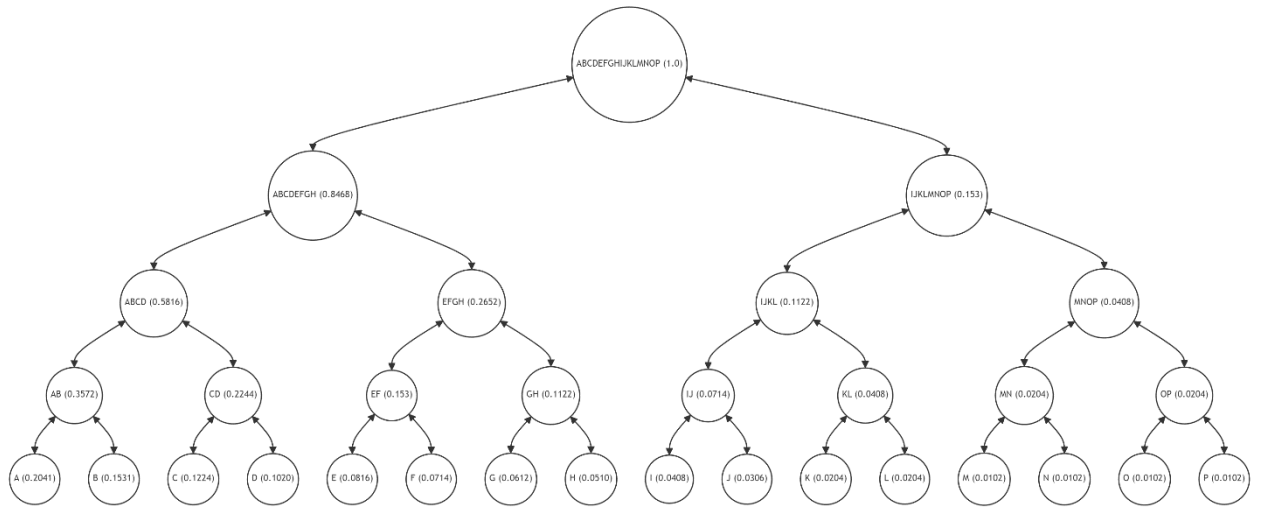 ABCDEFGHIJKLMNOP (1.0)
ABCDEFGH (0.8468)
IJKLMNOP (0.153)
ABCD (0.5816)
EFGH (0.2652)
IJKL (0.1122)
MNOP (0.0408)
AB (0.3572)
CD (0.2244)
EF (0.153)
GH (0.1122)
IJ (0.0714)
KL (0.0408)
MN (0.0204)
OP (0.0204)
A (0.2041)
B (0.1531)
C (0.1224)
D (0.1020)
E (0.0816)
F (0.0714)
G (0.0612)
H (0.0510)
I (0.0408)
J (0.0306)
K (0.0204)
L (0.0204)
M (0.0102)
N (0.0102)
O (0.0102)
P (0.0102)